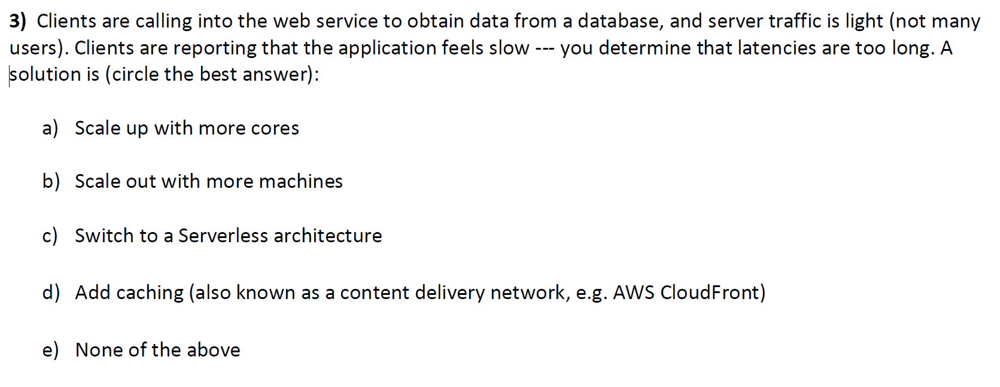 3) Clients are calling into the web service to obtain data from a database, and server traffic is light (not many
users). Clients are reporting that the application feels slow --- you determine that latencies are too long. A
solution is (circle the best answer):
a) Scale up with more cores
b) Scale out with more machines
c) Switch to a Serverless architecture
d) Add caching (also known as a content delivery network, e.g. AWS CloudFront)
e) None of the above